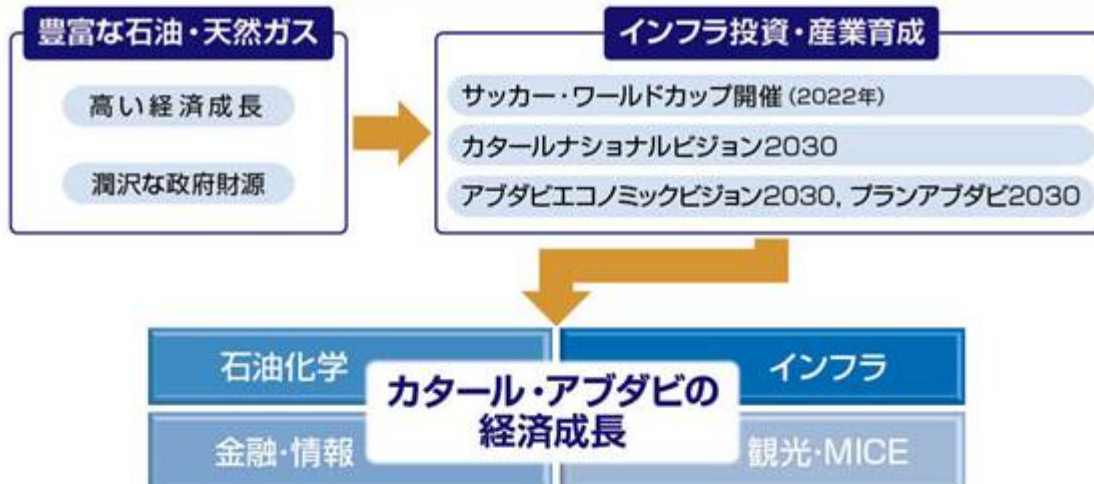 豊富な石油・天然ガス
高い経済成長
潤沢な政府財源
インフラ投資・産業育成
サッカー・ワールドカップ開催(2022年)
カタールナショナルビジョン2030
アブダビエコノミックビジョン2030, プランアブダビ2030
石油化学
インフラ
カタール・アブダビの
経済成長
金融・情報
観光・MICE